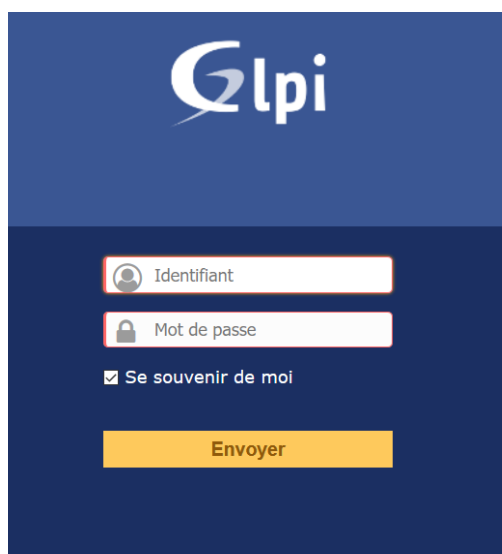 Glpi
Identifiant
Mot de passe
Se souvenir de moi
Envoyer